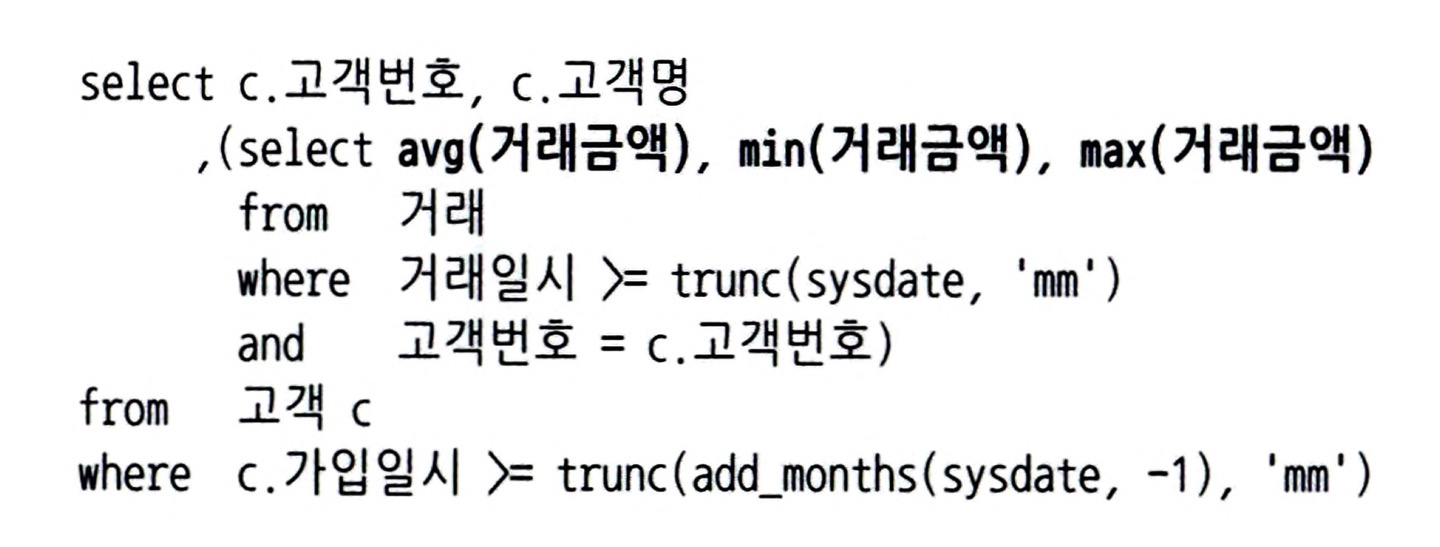 select c.고객번호, c.고객명
,(select avg(거래금액), min(거래금액), max(거래금액)
from 거래
where 거래일시 >= trunc(sysdate, 'mm')
and 고객번호 = c.고객번호)
from 고객 c
where c.가입일시 >= trunc(add_months(sysdate, -1), 'mm')